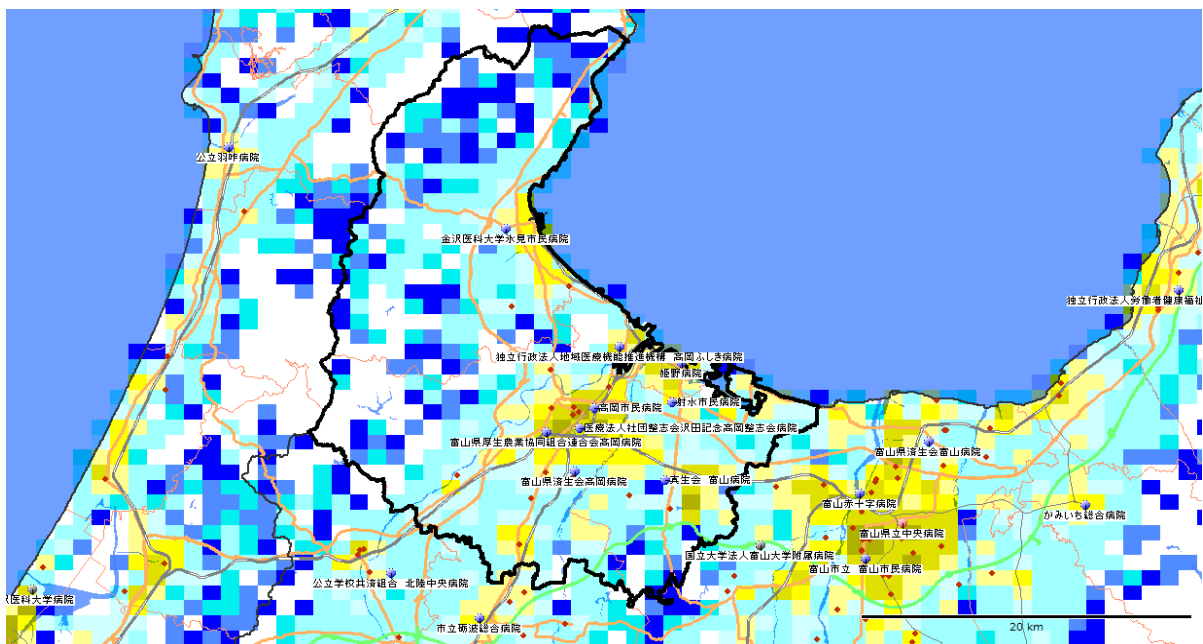 公立羽咋病院
金沢医科大学氷見市民病院
独立行政法人労働者健康福祉
独立行政法人地域医療機能推進機構 高岡ふしき病院
姫野病院
射水市民病院
高岡市民病院
医療法人社団整志会沢田記念高岡整志会病院
富山県厚生農業協同組合連合会高岡病院
富山県済生会富山病院
富山県済生会高岡病院
真生会 富山病院
富山赤十字病院
かみいち総合病院
富山県立中央病院
国立大学法人富山大学附属病院
富山市立 富山市民病院
公立学校共済組合 北陸中央病院
沢医科大学病院
市立砺波総合病院
20 km